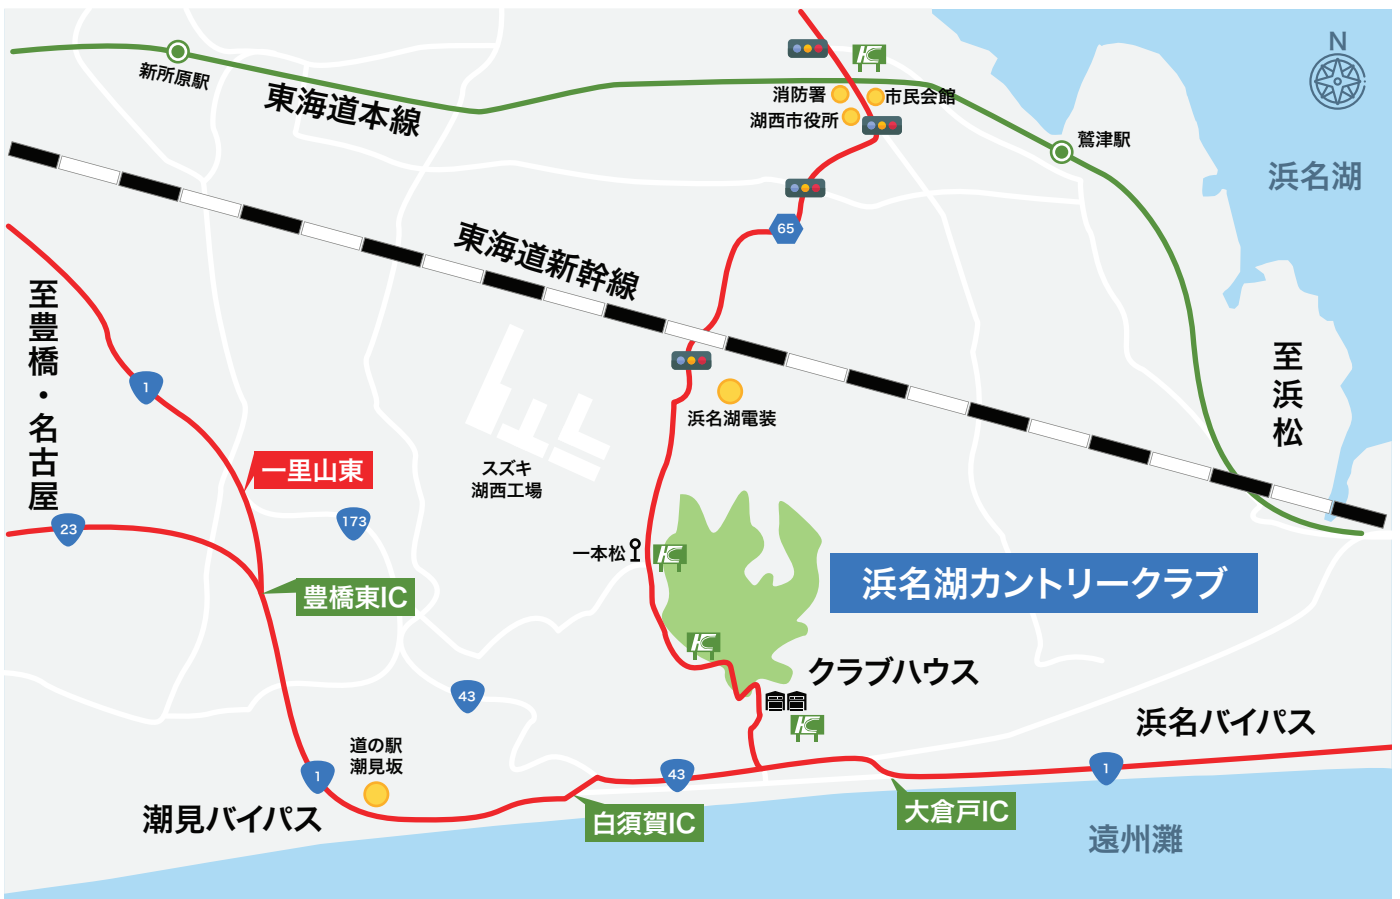 N
新所原駅
東海道本線
消防署
市民会館
湖西市役所
鷲津駅
浜名湖
65
東海道新幹線
至豊橋・名古屋
1
至浜松
浜名湖電装
一里山東
スズキ
湖西工場
23
173
一本松
浜名湖カントリークラブ
豊橋東IC
クラブハウス
43
浜名バイパス
道の駅
潮見坂
1
43
1
潮見バイパス
白須賀IC
大倉戸IC
遠州灘